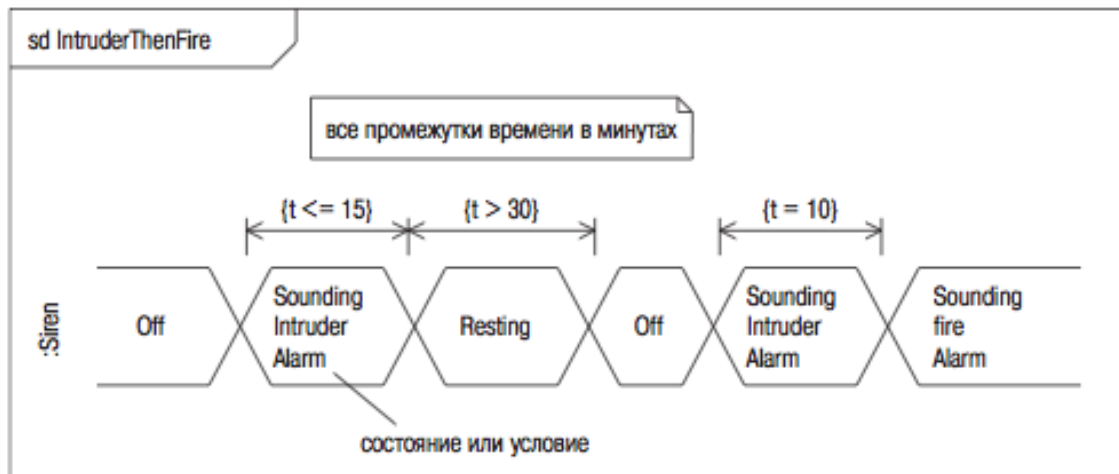 sd IntruderThenFire
все промежутки времени в минутах
{t <= 15}
{t > 30}
{t = 10}
:Siren
Off
Sounding
Intruder
Alarm
Resting
Off
Sounding
Intruder
Alarm
Sounding
fire
Alarm
состояние или условие